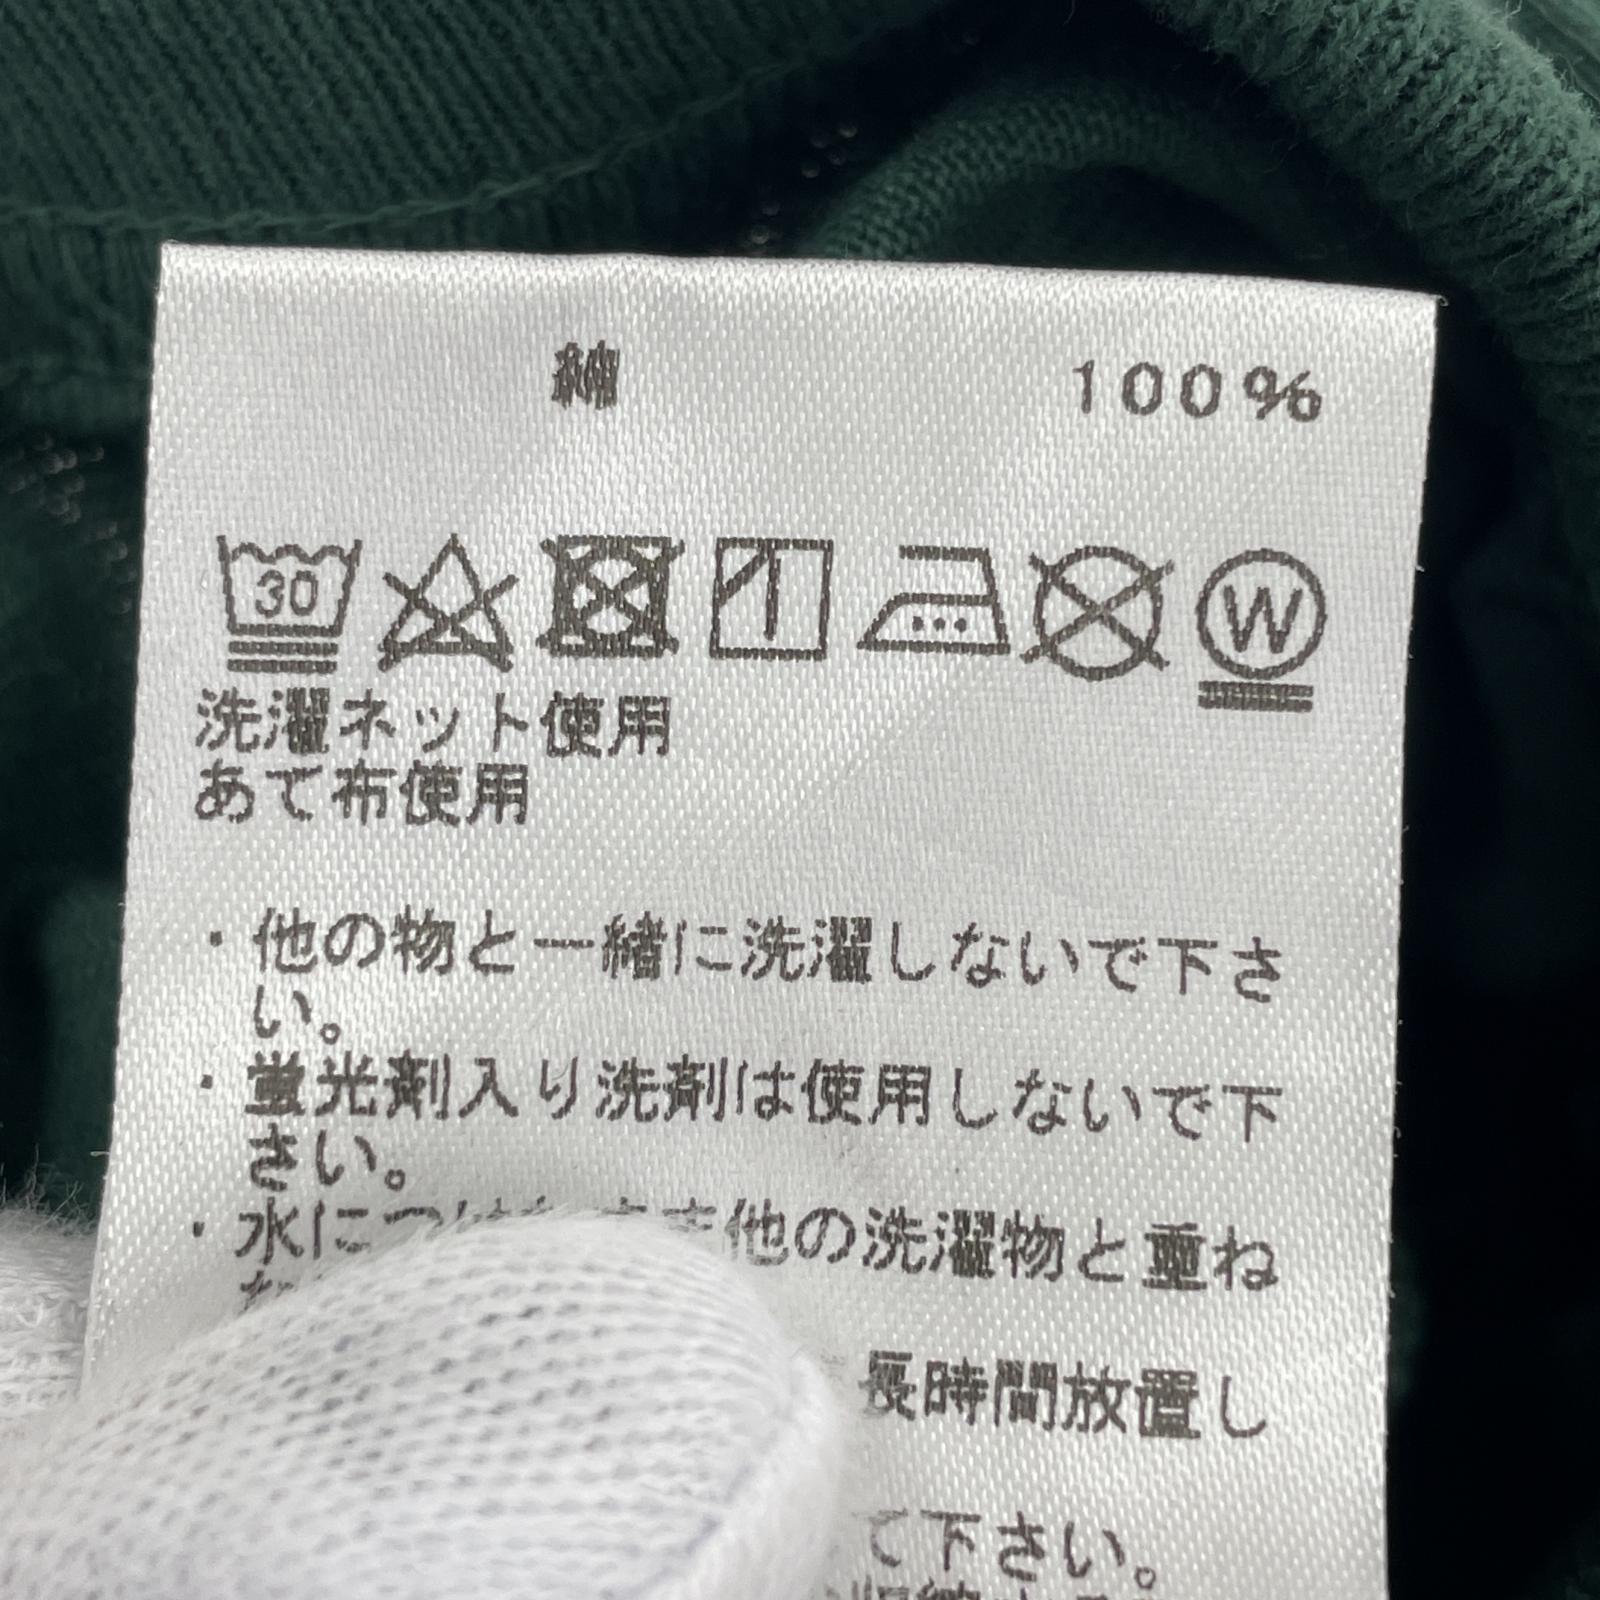 綿 100%
30 W
洗濯ネット使用
あて布使用
・他の物と一緒に洗濯しないで下さ
い。
・蛍光剤入り洗剤は使用しないで下
さい。
・水に
他の洗濯物と重ね
長時間放置し
て下さい。